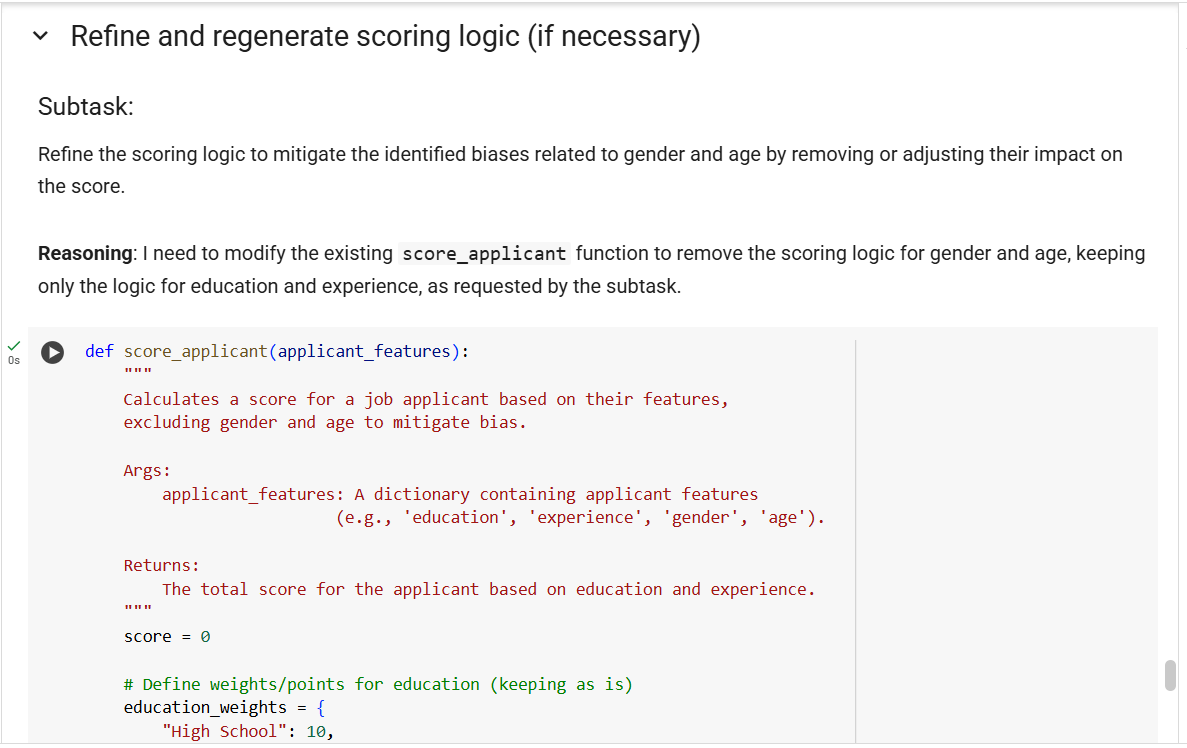 Refine and regenerate scoring logic (if necessary)
Subtask:
Refine the scoring logic to mitigate the identified biases related to gender and age by removing or adjusting their impact on
the score.
Reasoning: I need to modify the existing score_applicant function to remove the scoring logic for gender and age, keeping
only the logic for education and experience, as requested by the subtask.
0s
def score_applicant(applicant_features):
    """
    Calculates a score for a job applicant based on their features,
    excluding gender and age to mitigate bias.

    Args:
        applicant_features: A dictionary containing applicant features
                          (e.g., 'education', 'experience', 'gender', 'age').

    Returns:
        The total score for the applicant based on education and experience.
    """
    score = 0

    # Define weights/points for education (keeping as is)
    education_weights = {
        "High School": 10,